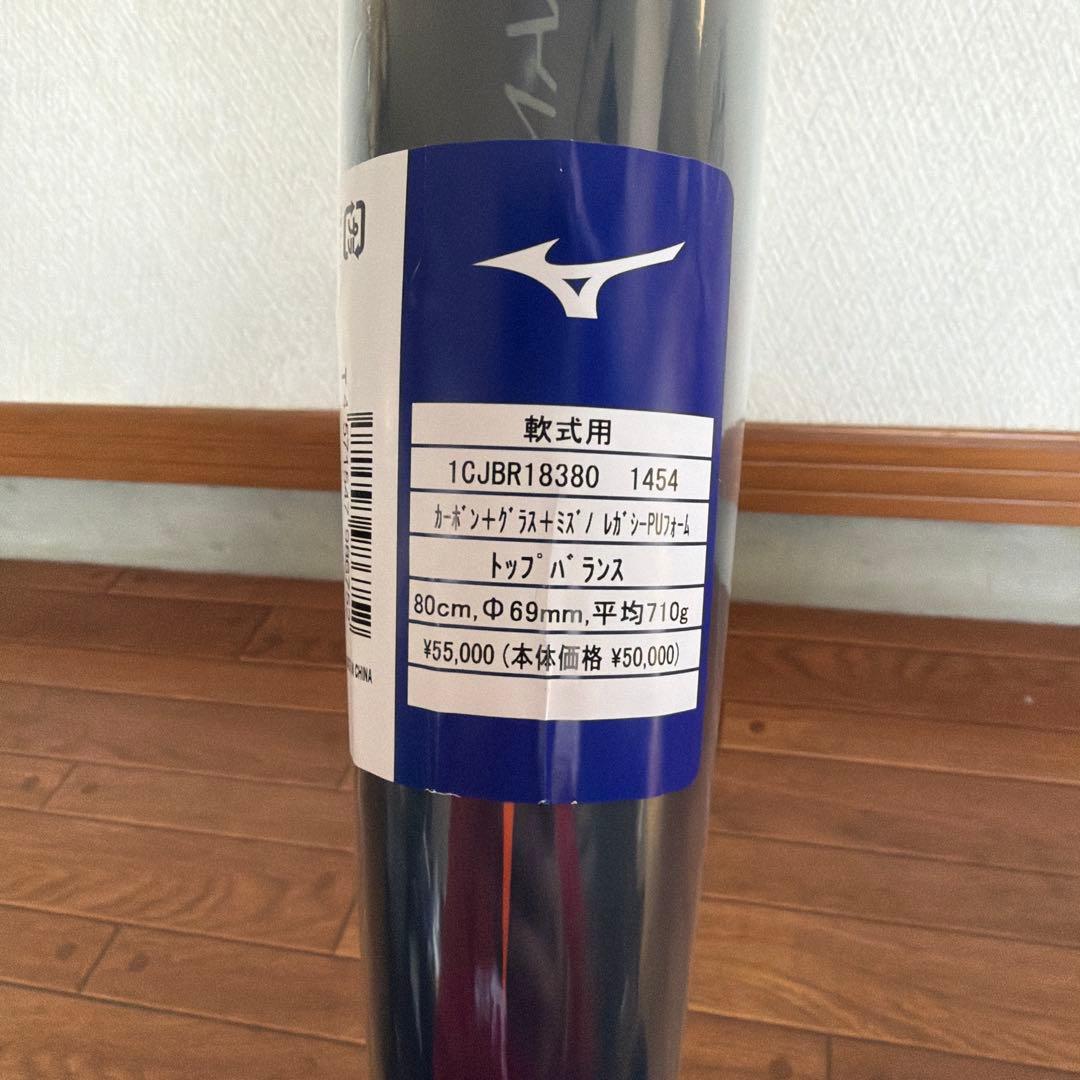 軟式用
1CJBR18380 1454
ｶｰﾎﾞﾝ+ｸﾞﾗｽ+ﾐｽﾞﾉ ﾚｶﾞｼｰPUﾌｫｰﾑ
トップバランス
80cm,Φ69mm,平均710g
¥55,000 (本体価格 ¥50,000)
CHINA